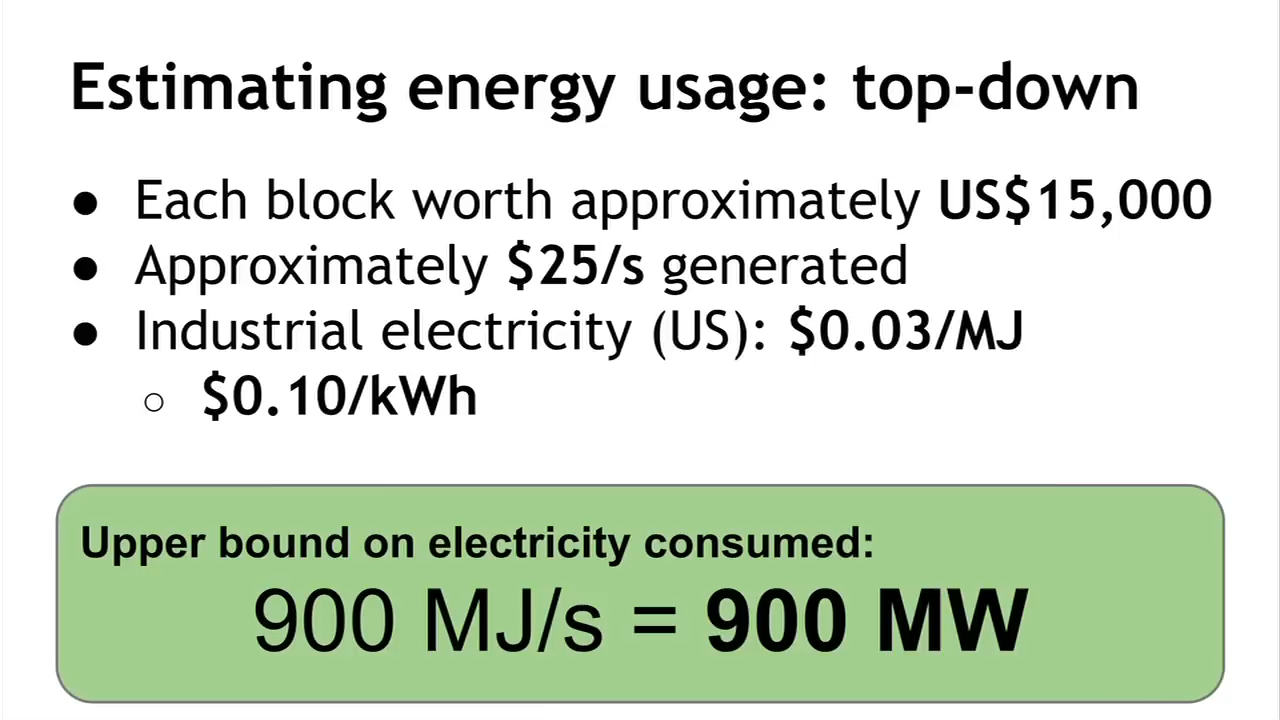 Estimating energy usage: top-down
● Each block worth approximately US$15,000
● Approximately $25/s generated
● Industrial electricity (US): $0.03/MJ
○ $0.10/kWh
Upper bound on electricity consumed:
900 MJ/s = 900 MW